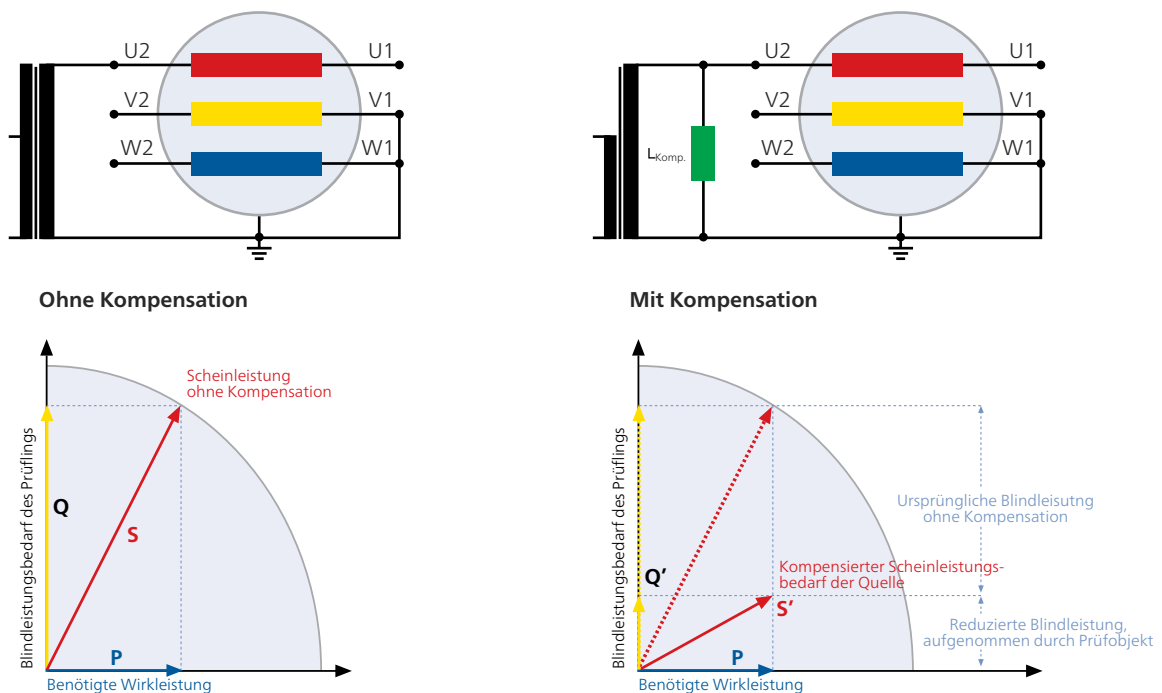 U2
U1
V2
V1
W2
W1
U2
U1
V2
V1
W2
W1
LKomp.
Ohne Kompensation
Mit Kompensation
Blindleistungsbedarf des Prüflings
Scheinleistung
ohne Kompensation
Q
S
P
Benötigte Wirkleistung
Blindleistungsbedarf des Prüflings
Ursprüngliche Blindleisutng
ohne Kompensation
Kompensierter Scheinleistungs-
bedarf der Quelle
Q’
S’
Reduzierte Blindleistung,
aufgenommen durch Prüfobjekt
P
Benötigte Wirkleistung